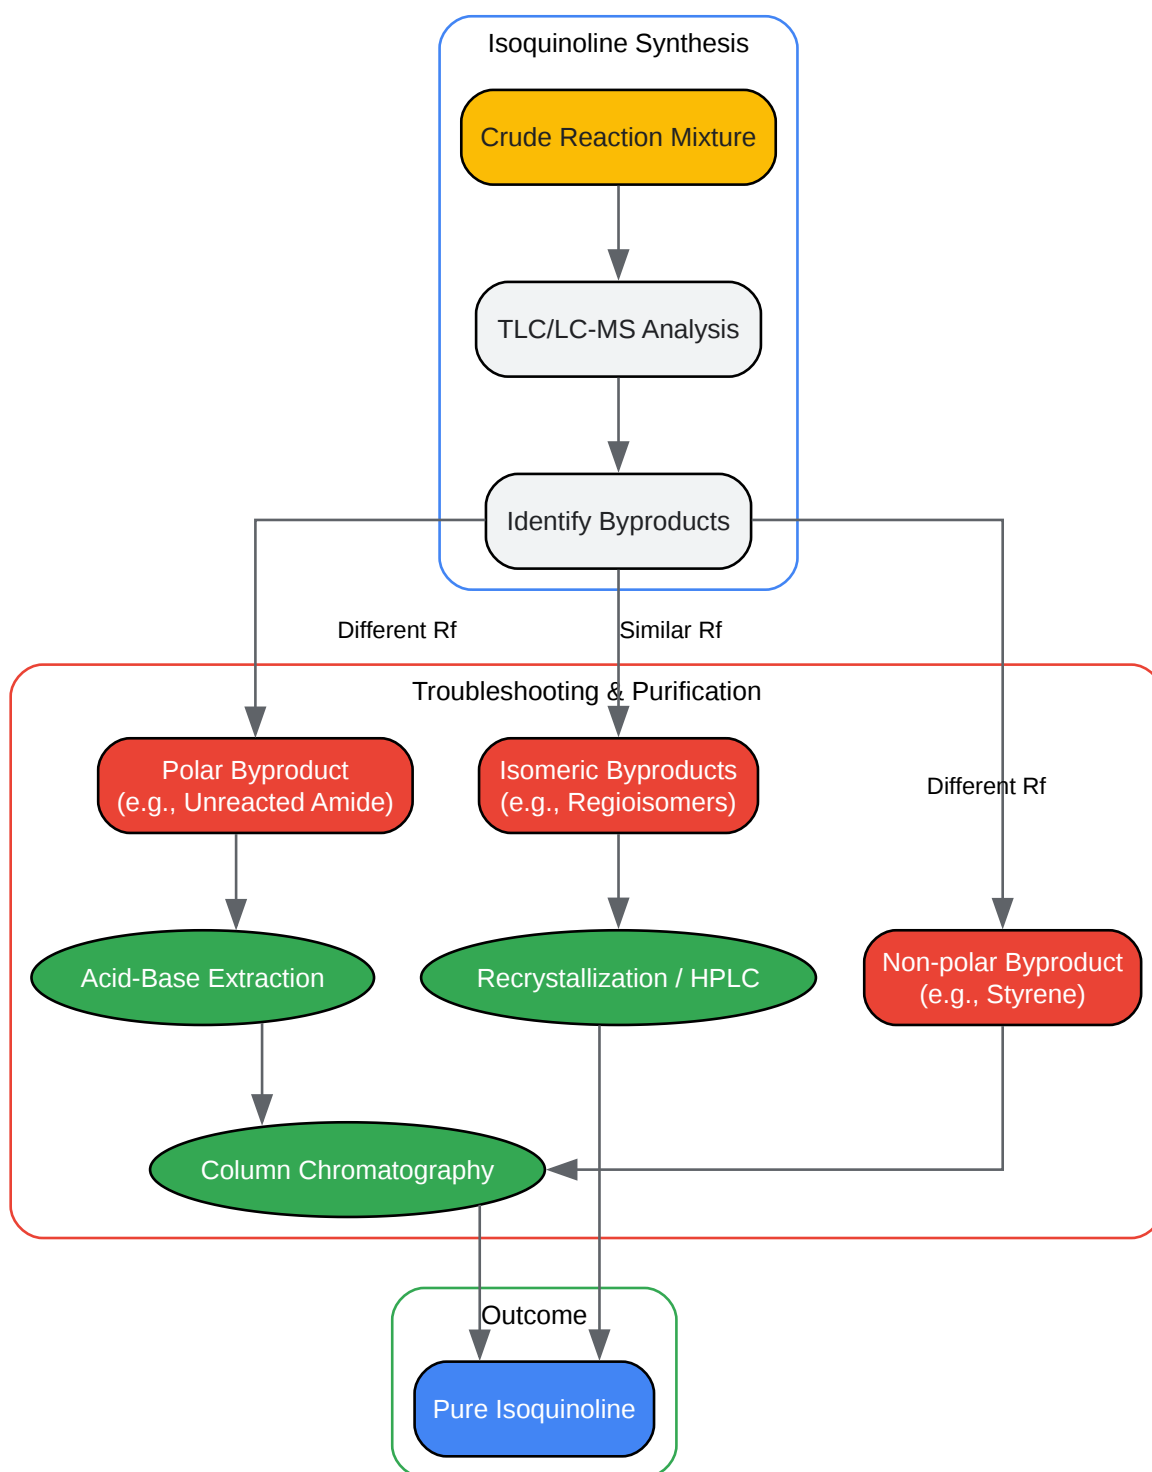 Isoquinoline Synthesis
Crude Reaction Mixture
TLC/LC-MS Analysis
Identify Byproducts
Different Rf
Similar Rf
Troubleshooting & Purification
Polar Byproduct
(e.g., Unreacted Amide)
Isomeric Byproducts
(e.g., Regioisomers)
Different Rf
Acid-Base Extraction
Recrystallization / HPLC
Non-polar Byproduct
(e.g., Styrene)
Column Chromatography
Outcome
Pure Isoquinoline